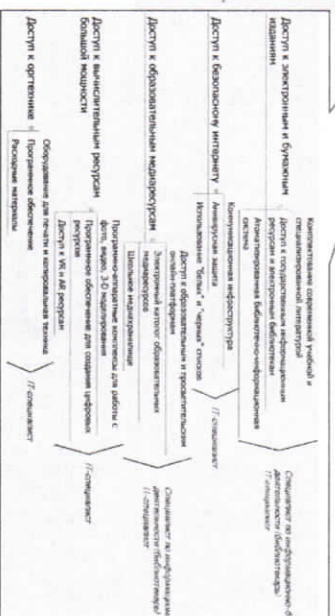 Доступ к электронным и бумажным
изданиям
Комплектование современной учебной и
специализированной литературой
Доступ к государственным информационным
ресурсам и электронным библиотекам
Автоматизированная библиотечно-информационная
система
Специалист по информационно-б
деятельности (библиотекарь)
IT-специалист
Доступ к безопасному интернету
Коммуникационная инфраструктура
Антивирусная защита
Использование "белых" и "черных" списков
IT-специалист
Доступ к образовательным медиаресурсам
Доступ к образовательным и просветительским
онлайн-платформам
Электронный каталог образовательных
медиаресурсов
Школьное медиахранилище
Специалист по информацион
деятельности (библиотекарь)
IT-специалист
Доступ к вычислительным ресурсам
большой мощности
Программно-аппаратные комплексы для работы с
фото, видео, 3-D моделирования
Программное обеспечение для создания цифровых
ресурсов
Доступ к VR и AR ресурсам
IT-специалист
Доступ к оргтехнике
Оборудование для печати и копировальная техника
Программное обеспечение
Расходные материалы
IT-специалист